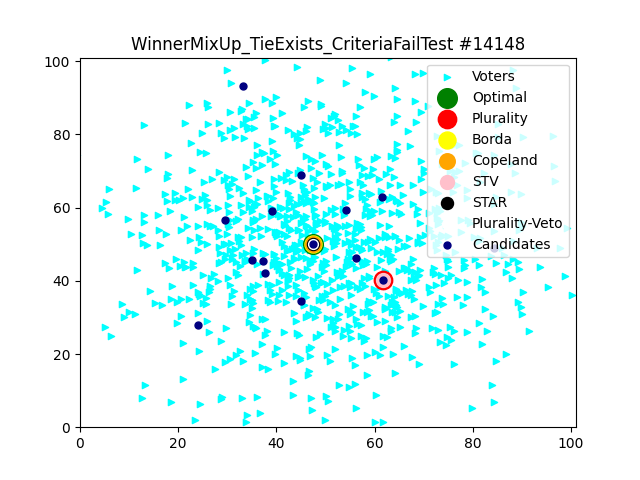 WinnerMixUp_TieExists_CriteriaFailTest #14148
Voters
Optimal
Plurality
Borda
Copeland
STV
STAR
Plurality-Veto
Candidates
100
80
60
40
20
0
0 20 40 60 80 100